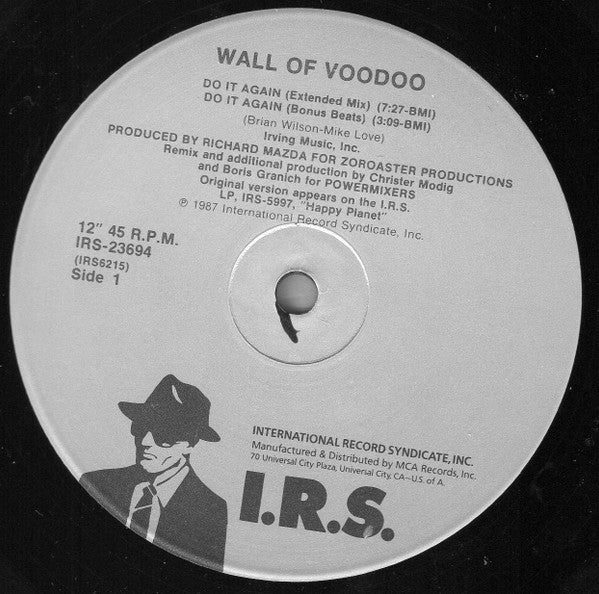 WALL OF VOODOO
DO IT AGAIN (Extended Mix) (7:27-BMI)
DO IT AGAIN (Bonus Beats) (3:09-BMI)
(Brian Wilson-Mike Love)
Irving Music, Inc.
PRODUCED BY RICHARD MAZDA FOR ZOROASTER PRODUCTIONS
Remix and additional production by Christer Modig
and Boris Granich for POWERMIXERS
Original version appears on the I.R.S.
LP, IRS-5997, "Happy Planet"
℗ 1987 International Record Syndicate, Inc.
12" 45 R.P.M.
IRS-23694
(IRS6215)
Side 1
INTERNATIONAL RECORD SYNDICATE, INC.
Manufactured & Distributed by MCA Records, Inc.
70 Universal City Plaza, Universal City, CA–U.S. of A.
I.R.S.